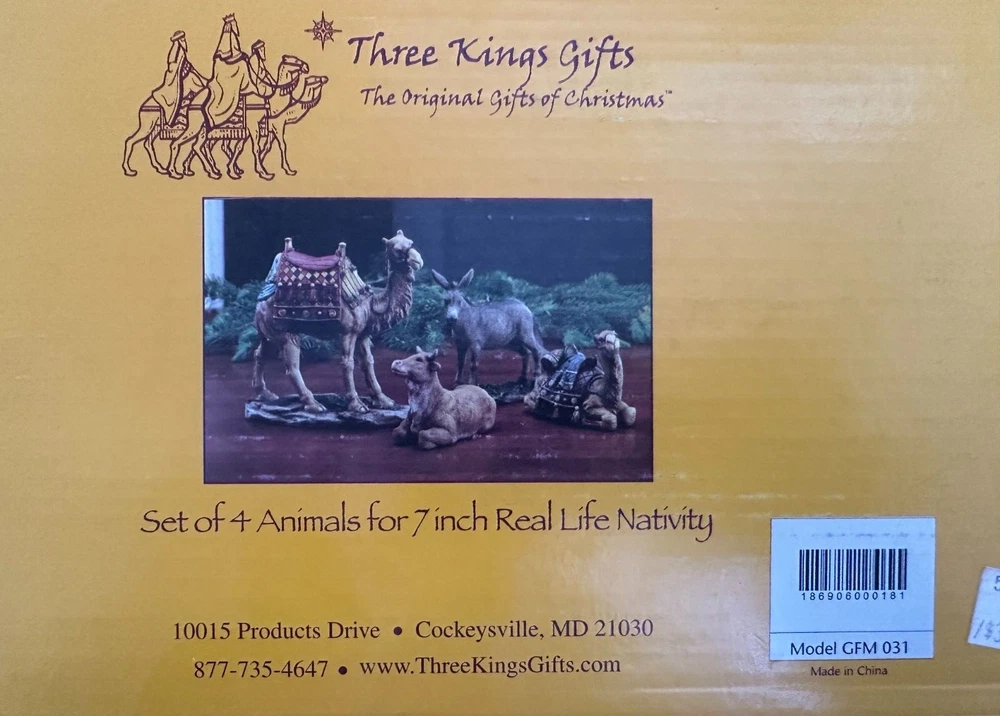 Three Kings Gifts
The Original Gifts of Christmas™
Set of 4 Animals for 7 inch Real Life Nativity
186906000181
Model GFM 031
Made in China
10015 Products Drive • Cockeysville, MD 21030
877-735-4647 • www.ThreeKingsGifts.com